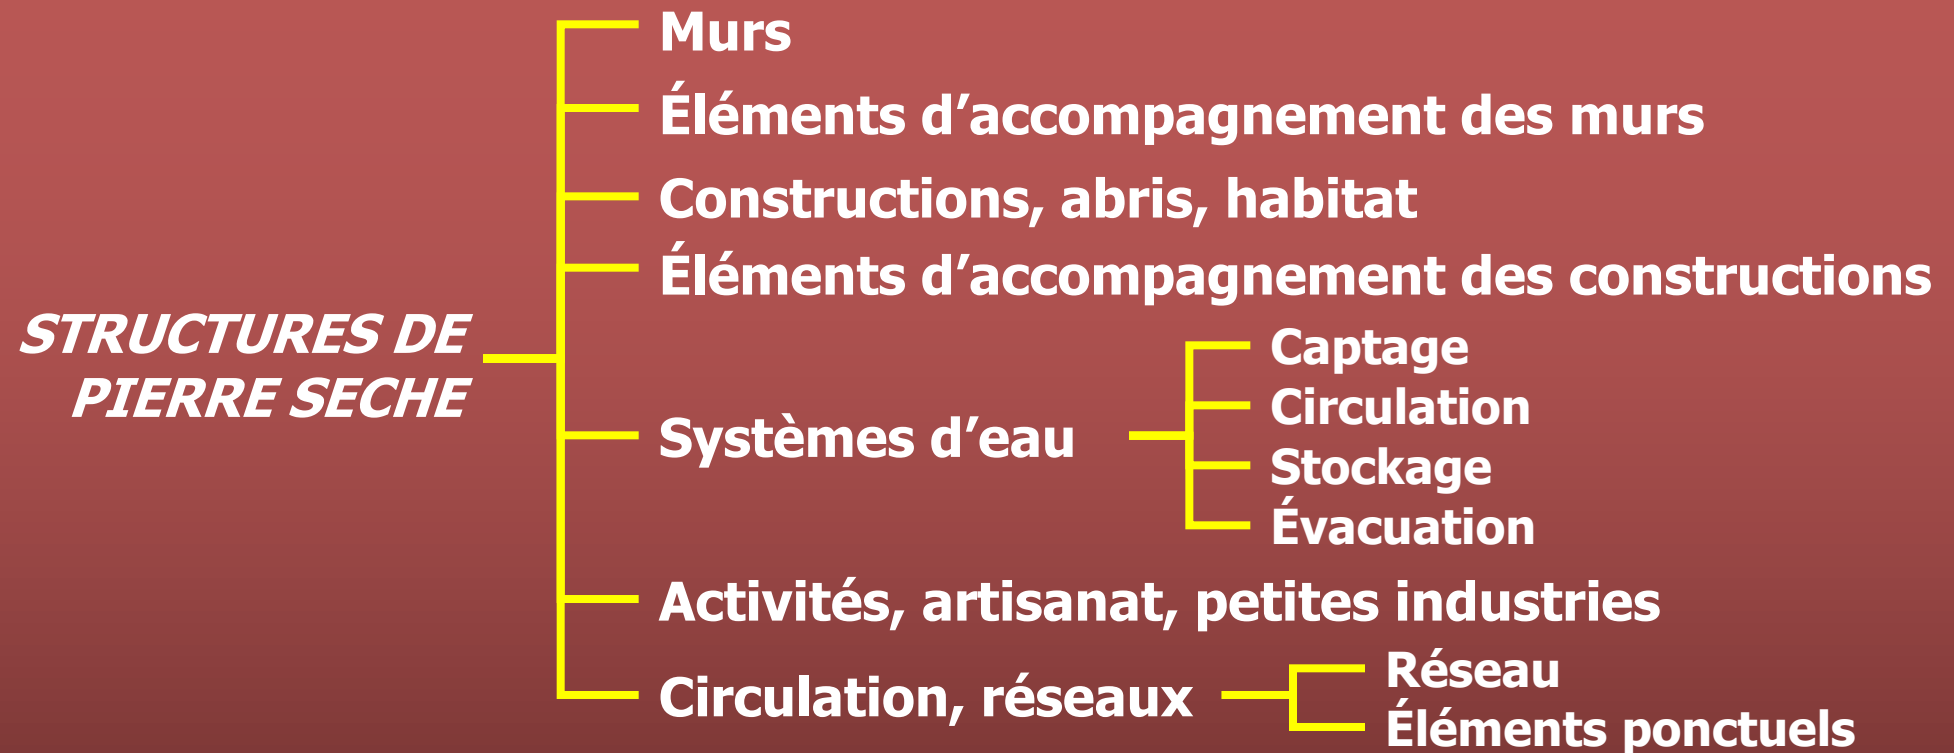 Murs
Éléments d’accompagnement des murs
Constructions, abris, habitat
Éléments d’accompagnement des constructions
STRUCTURES DE
PIERRE SECHE
Systèmes d’eau
Captage
Circulation
Stockage
Évacuation
Activités, artisanat, petites industries
Circulation, réseaux
Réseau
Éléments ponctuels